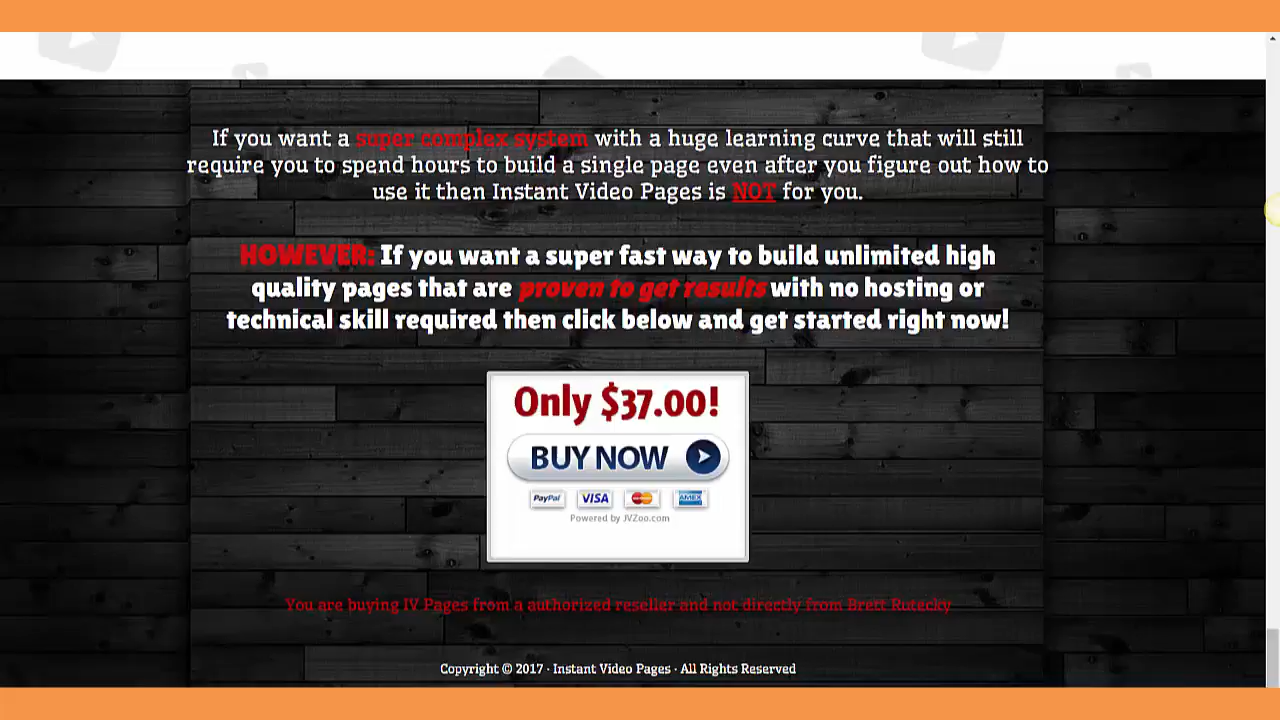 If you want a super complex system with a huge learning curve that will still
require you to spend hours to build a single page even after you figure out how to
use it then Instant Video Pages is NOT for you.
HOWEVER: If you want a super fast way to build unlimited high
quality pages that are proven to get results with no hosting or
technical skill required then click below and get started right now!
Only $37.00!
BUY NOW
PayPal VISA MasterCard AMEX
Powered by JVZoo.com
You are buying IV Pages from a authorized reseller and not directly from Brett Rutecky
Copyright © 2017 · Instant Video Pages · All Rights Reserved